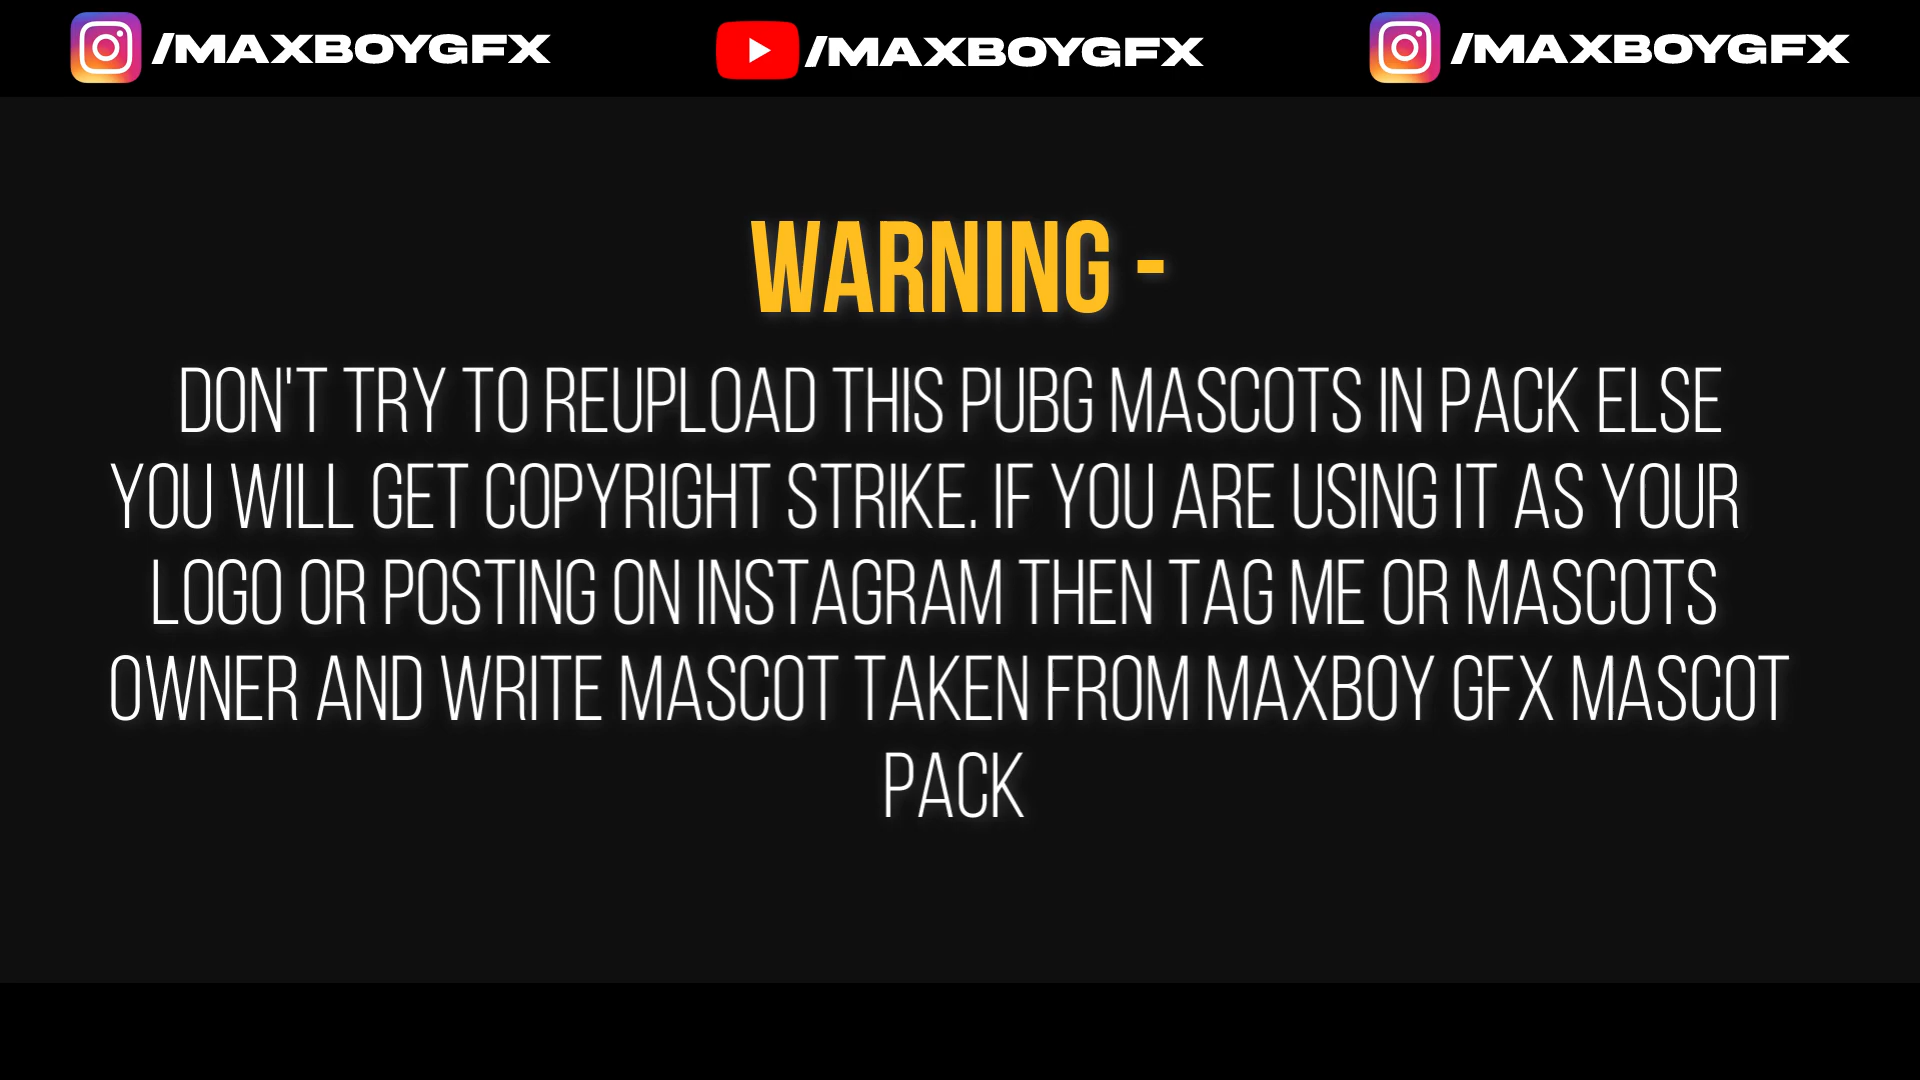 /MAXBOYGFX /MAXBOYGFX /MAXBOYGFX
WARNING -
DON'T TRY TO REUPLOAD THIS PUBG MASCOTS IN PACK ELSE
YOU WILL GET COPYRIGHT STRIKE. IF YOU ARE USING IT AS YOUR
LOGO OR POSTING ON INSTAGRAM THEN TAG ME OR MASCOTS
OWNER AND WRITE MASCOT TAKEN FROM MAXBOY GFX MASCOT
PACK